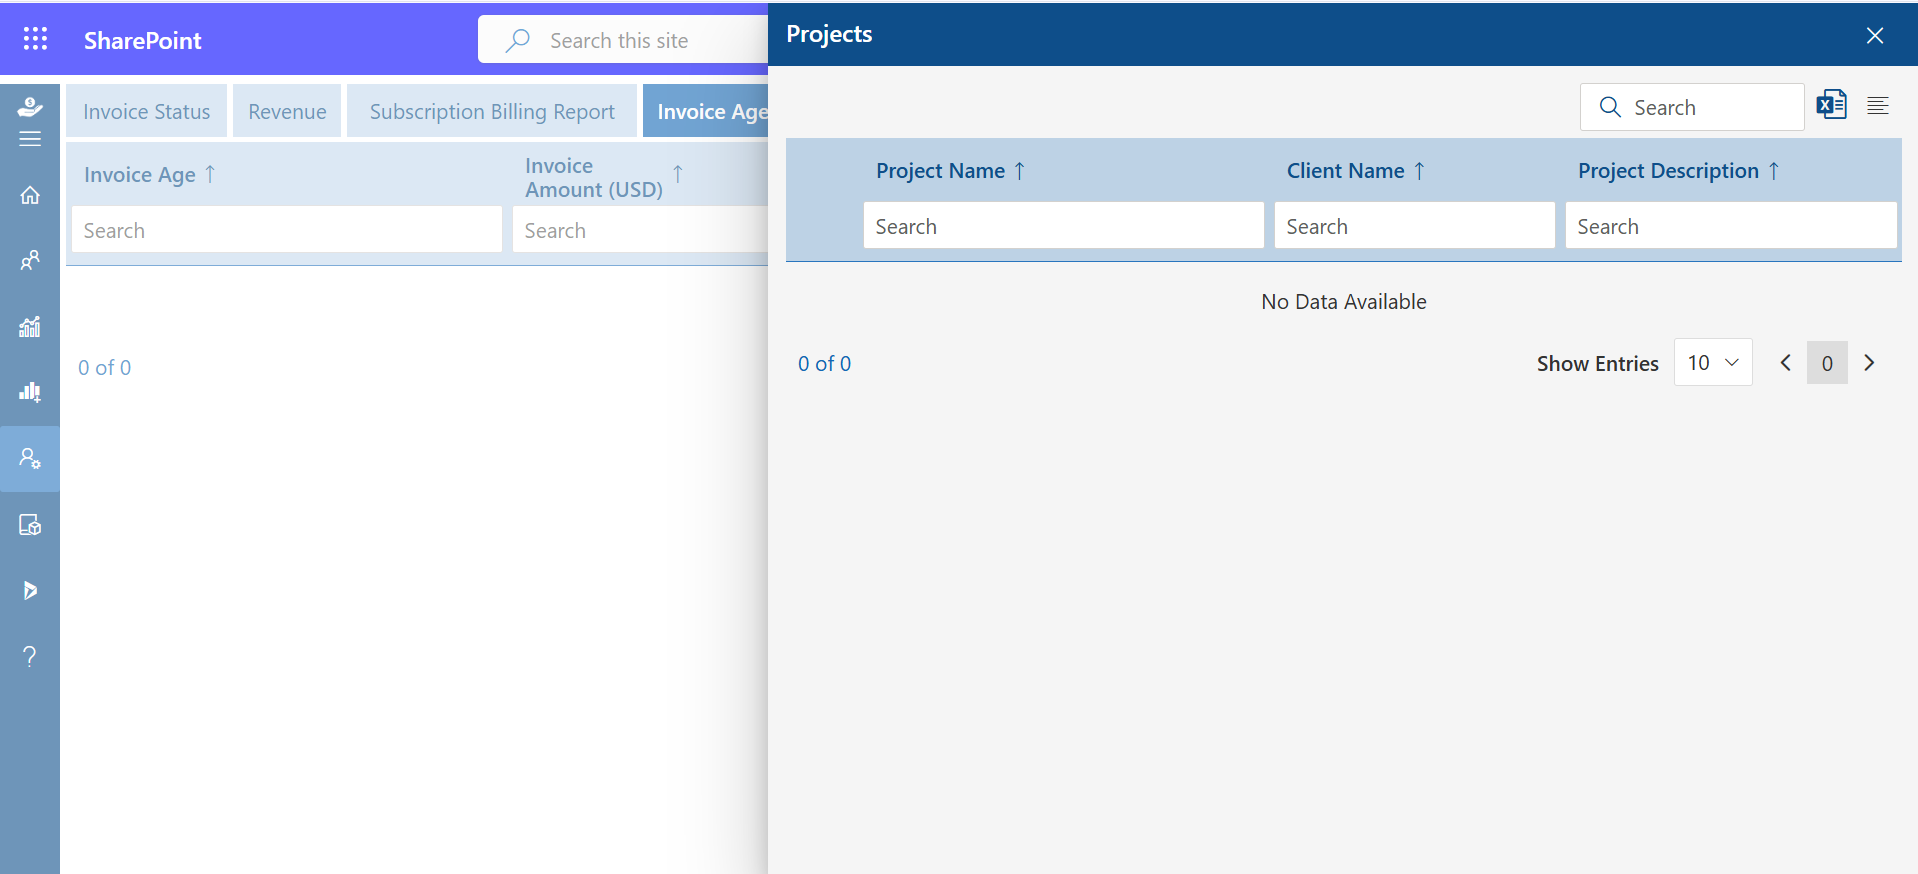 SharePoint
Search this site
Projects
Invoice Status
Revenue
Subscription Billing Report
Invoice Age
Search
Invoice Age ↑
Invoice
Amount (USD) ↑
Search
Search
Project Name ↑
Client Name ↑
Project Description ↑
Search
Search
Search
No Data Available
0 of 0
0 of 0
Show Entries
10
0